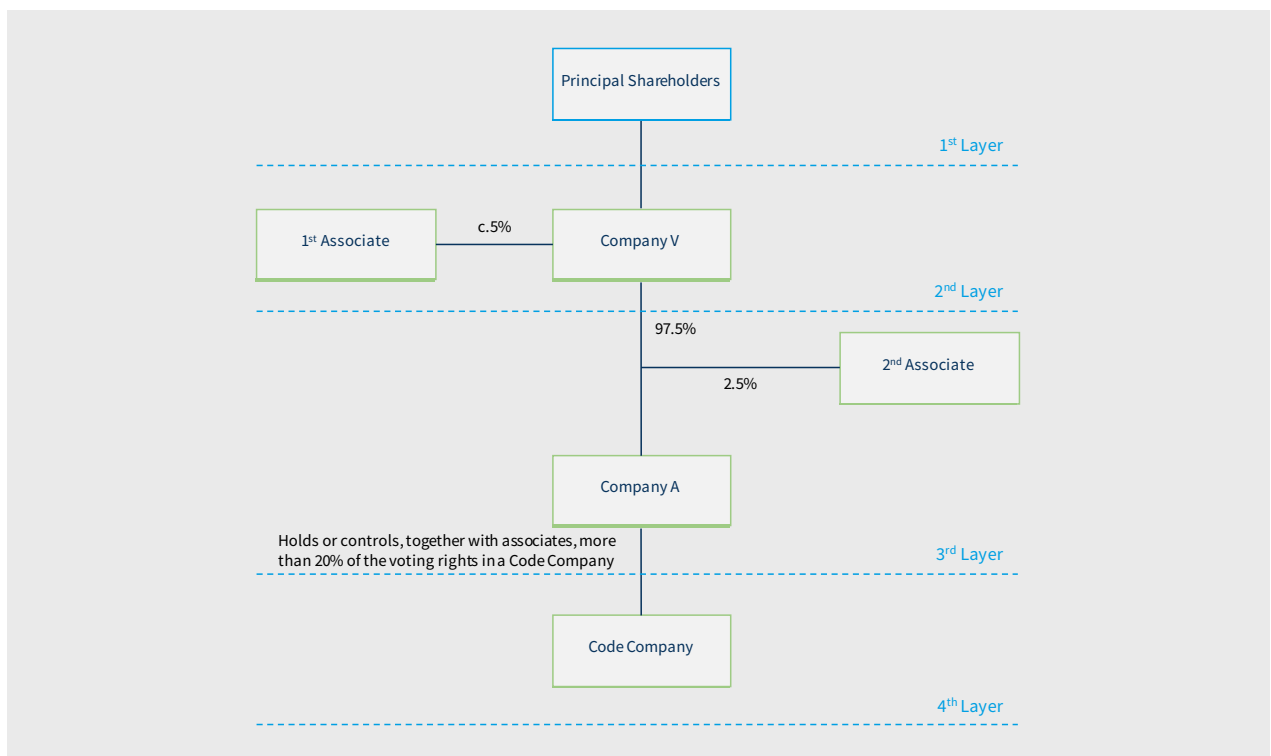 Principal Shareholders
1st Layer
1st Associate
c.5%
Company V
2nd Layer
97.5%
2nd Associate
2.5%
Company A
Holds or controls, together with associates, more
than 20% of the voting rights in a Code Company
3rd Layer
Code Company
4th Layer